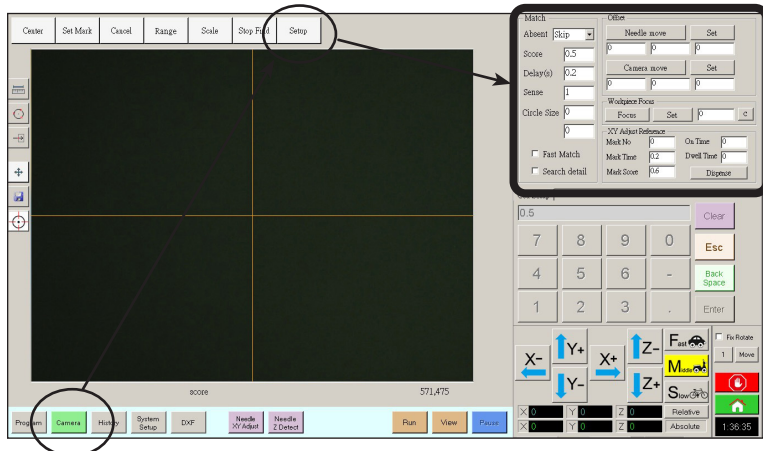 Center Set Mark Cancel Range Scale Stop Find Setup
Match
Absent Skip
Score 0.5
Delay(s) 0.2
Sense 1
Circle Size 0
0
Fast Match
Search detail
Offset
Needle move Set
0 0 0
Camera move Set
0 0 0
Workpiece Focus
Focus Set 0 c
XY Adjust Reference
Mark No 0 On Time 0
Mark Time 0.2 Dwell Time 0
Mark Score 0.6 Dispense
0.5 Clear
7 8 9 0 Esc
4 5 6 - Back Space
1 2 3 . Enter
X- Y+ X+ Z- Fast
Y- Z+ Middle
Slow
Fix Rotate
1 Move
X 0 Y 0 Z 0 Relative
X 0 Y 0 Z 0 Absolute
1:36:35
score 571,475
Program Camera History System Setup DXF Needle XY Adjust Needle Z Detect Run View Pause